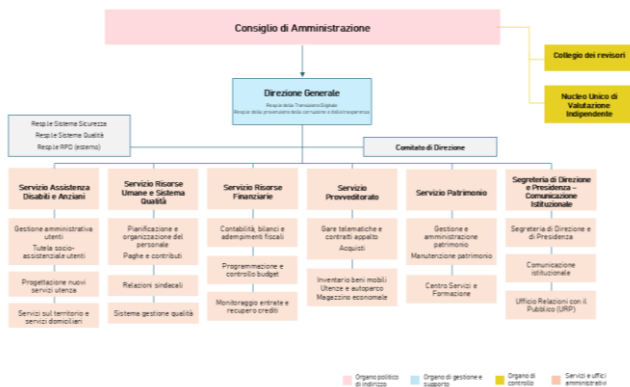 Consiglio di Amministrazione
Collegio dei revisori
Direzione Generale
Resp.le della Transizione Digitale
Resp.le della prevenzione della corruzione e della trasparenza
Nucleo Unico di
Valutazione
Indipendente
Resp.le Sistema Sicurezza
Resp.le Sistema Qualità
Resp.le RPD (esterno)
Comitato di Direzione
Servizio Assistenza
Disabili e Anziani
Servizio Risorse
Umane e Sistema
Qualità
Servizio Risorse
Finanziarie
Servizio
Provveditorato
Servizio Patrimonio
Segreteria di Direzione
e Presidenza –
Comunicazione
Istituzionale
Gestione amministrativa
utenti
Tutela socio-
assistenziale utenti
Pianificazione e
organizzazione del
personale
Paghe e contributi
Contabilità, bilanci e
adempimenti fiscali
Gare telematiche e
contratti appalto
Acquisti
Gestione e
amministrazione
patrimonio
Manutenzione patrimonio
Segreteria di Direzione e
di Presidenza
Progettazione nuovi
servizi utenza
Relazioni sindacali
Programmazione e
controllo budget
Inventario beni mobili
Utenze e autoparco
Magazzino economale
Centro Servizi e
Formazione
Comunicazione
istituzionale
Servizi sul territorio e
servizi domiciliari
Sistema gestione qualità
Monitoraggio entrate e
recupero crediti
Ufficio Relazioni con il
Pubblico (URP)
Organo politico
di indirizzo
Organo di gestione e
supporto
Organo di
controllo
Servizi e uffici
amministrativi